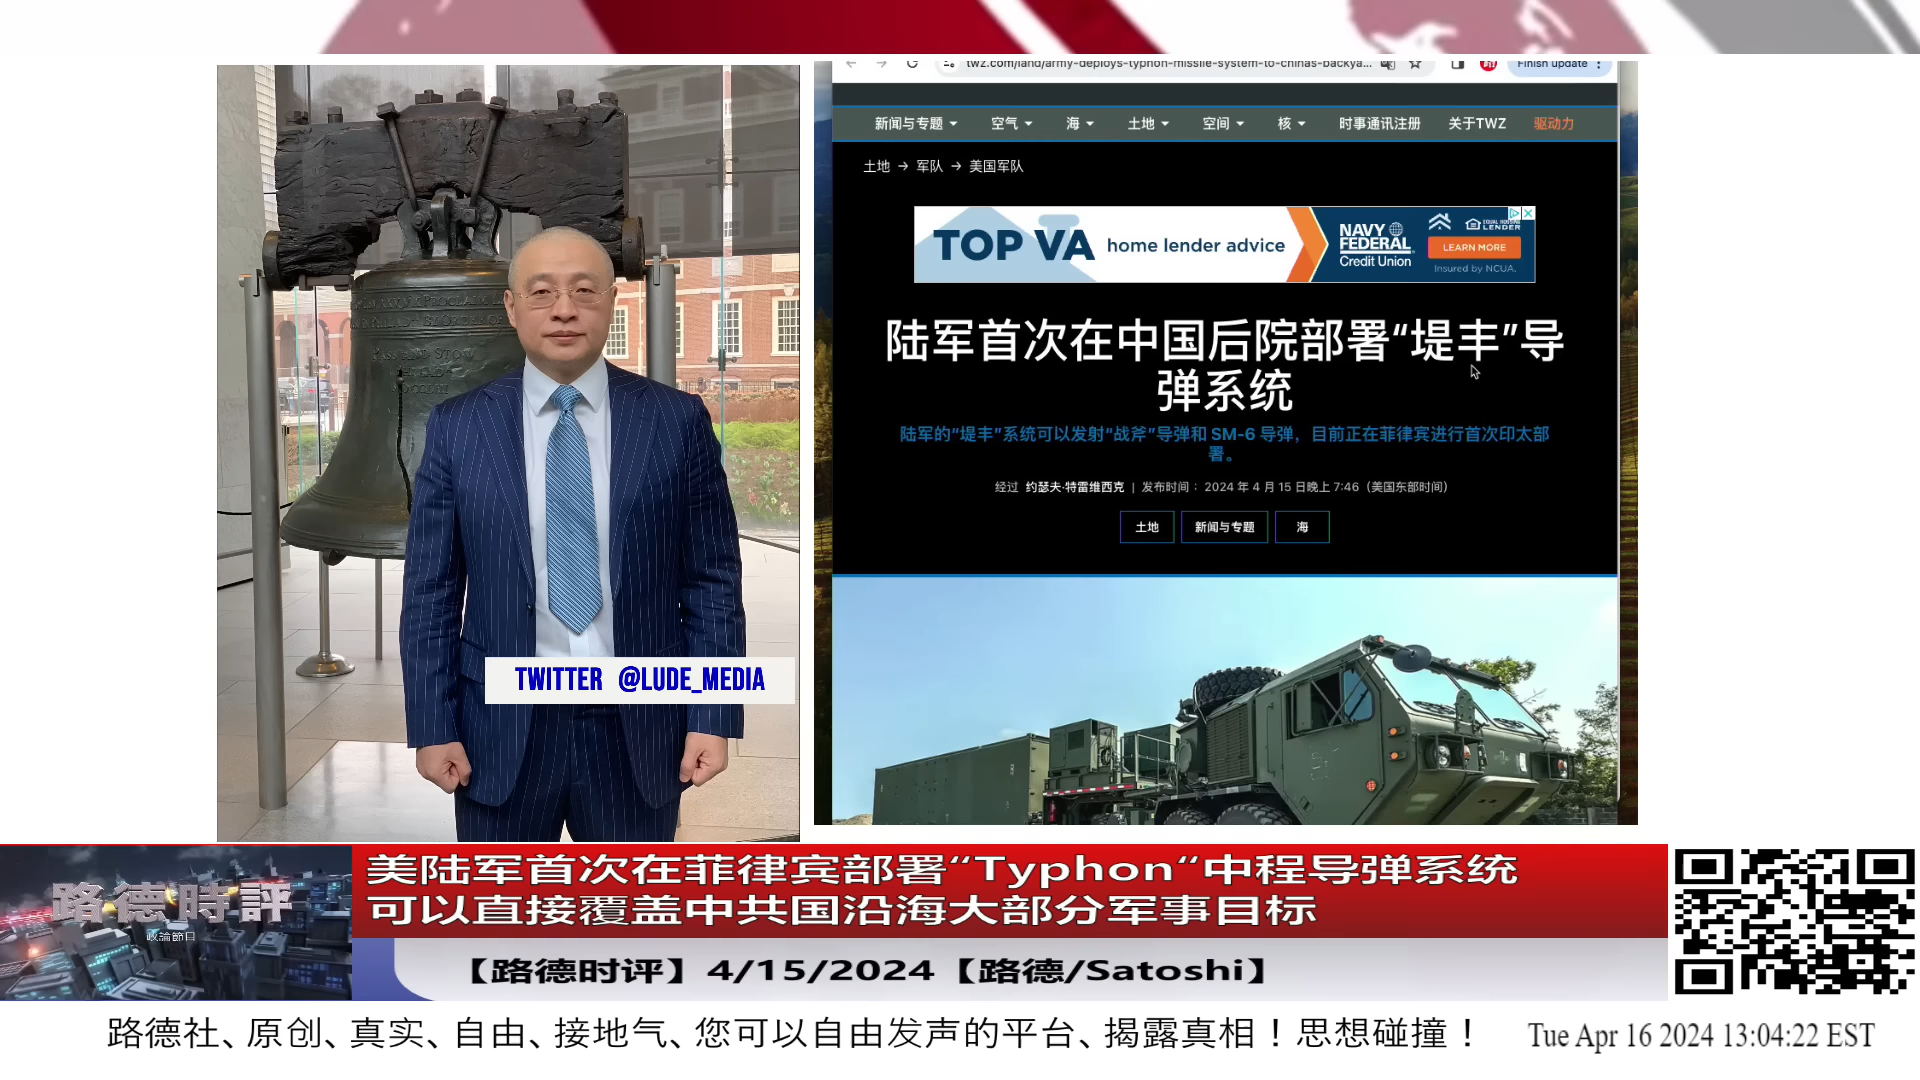 twz.com/land/army-deploys-typhon-missile-system-to-chinas-backya...
Finish update
新闻与专题
空气
海
土地
空间
核
时事通讯注册
关于TWZ
驱动力
土地 → 军队 → 美国军队
TOP VA home lender advice
NAVY
FEDERAL
Credit Union
EQUAL HOUSING
LENDER
LEARN MORE
Insured by NCUA.
陆军首次在中国后院部署“堤丰”导
弹系统
陆军的“堤丰”系统可以发射“战斧”导弹和 SM-6 导弹，目前正在菲律宾进行首次印太部
署。
经过 约瑟夫·特雷维西克 | 发布时间： 2024 年 4 月 15 日晚上 7:46（美国东部时间）
土地
新闻与专题
海
PASS AND STOW
TWITTER @LUDE_MEDIA
路德時評
政論節目
美陆军首次在菲律宾部署“Typhon“中程导弹系统
可以直接覆盖中共国沿海大部分军事目标
【路德时评】4/15/2024【路德/Satoshi】
路德社、原创、真实、自由、接地气、您可以自由发声的平台、揭露真相！思想碰撞！
Tue Apr 16 2024 13:04:22 EST